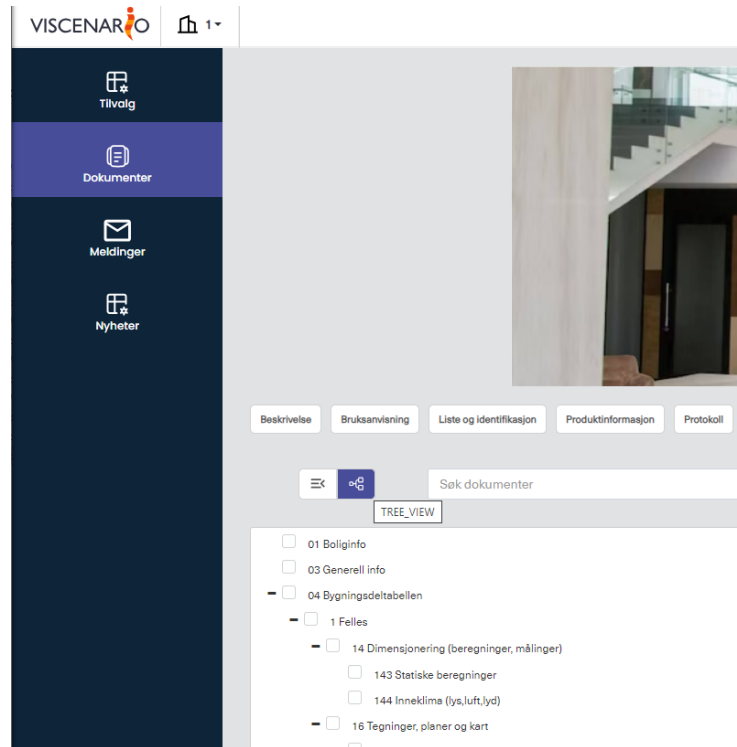 VISCENARIO
1
Tilvalg
Dokumenter
Meldinger
Nyheter
Beskrivelse Bruksanvisning Liste og identifikasjon Produktinformasjon Protokoll
Søk dokumenter
TREE_VIEW
01 Boliginfo
03 Generell info
04 Bygningsdeltabellen
1 Felles
14 Dimensjonering (beregninger, målinger)
143 Statiske beregninger
144 Inneklima (lys,luft,lyd)
16 Tegninger, planer og kart